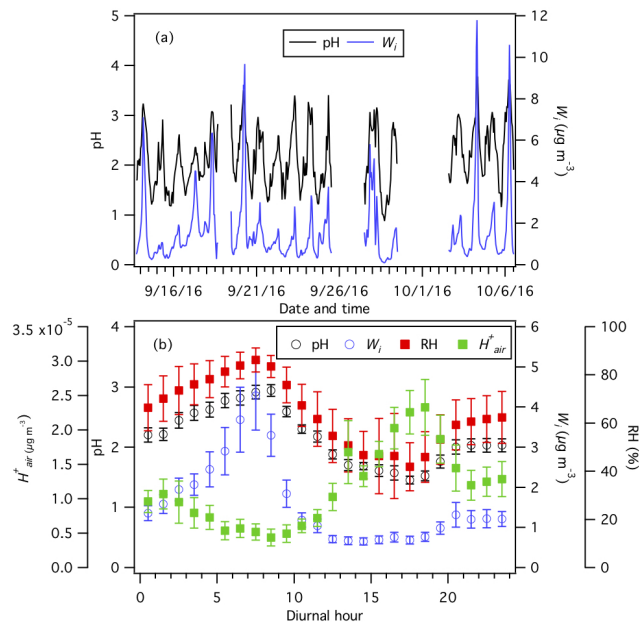 (a)
pH
W_i
pH
5
4
3
2
1
0
12
10
8
6
4
2
0
W_i (µg m⁻³)
9/16/16
9/21/16
9/26/16
10/1/16
10/6/16
Date and time
(b)
pH
W_i
RH
H⁺_air
H⁺_air (µg m⁻³)
3.5 x10⁻⁵
3.0
2.5
2.0
1.5
1.0
0.5
0.0
pH
4
3
2
1
0
6
5
4
3
2
1
0
W_i (µg m⁻³)
100
80
60
40
20
0
RH (%)
0
5
10
15
20
Diurnal hour